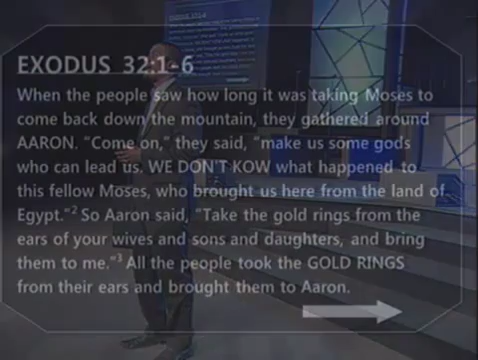 EXODUS 32:1-6
When the people saw how long it was taking Moses to
come back down the mountain, they gathered around
AARON. “Come on,” they said, “make us some gods
who can lead us. WE DON'T KOW what happened to
this fellow Moses, who brought us here from the land of
Egypt.”² So Aaron said, “Take the gold rings from the
ears of your wives and sons and daughters, and bring
them to me.”³ All the people took the GOLD RINGS
from their ears and brought them to Aaron.